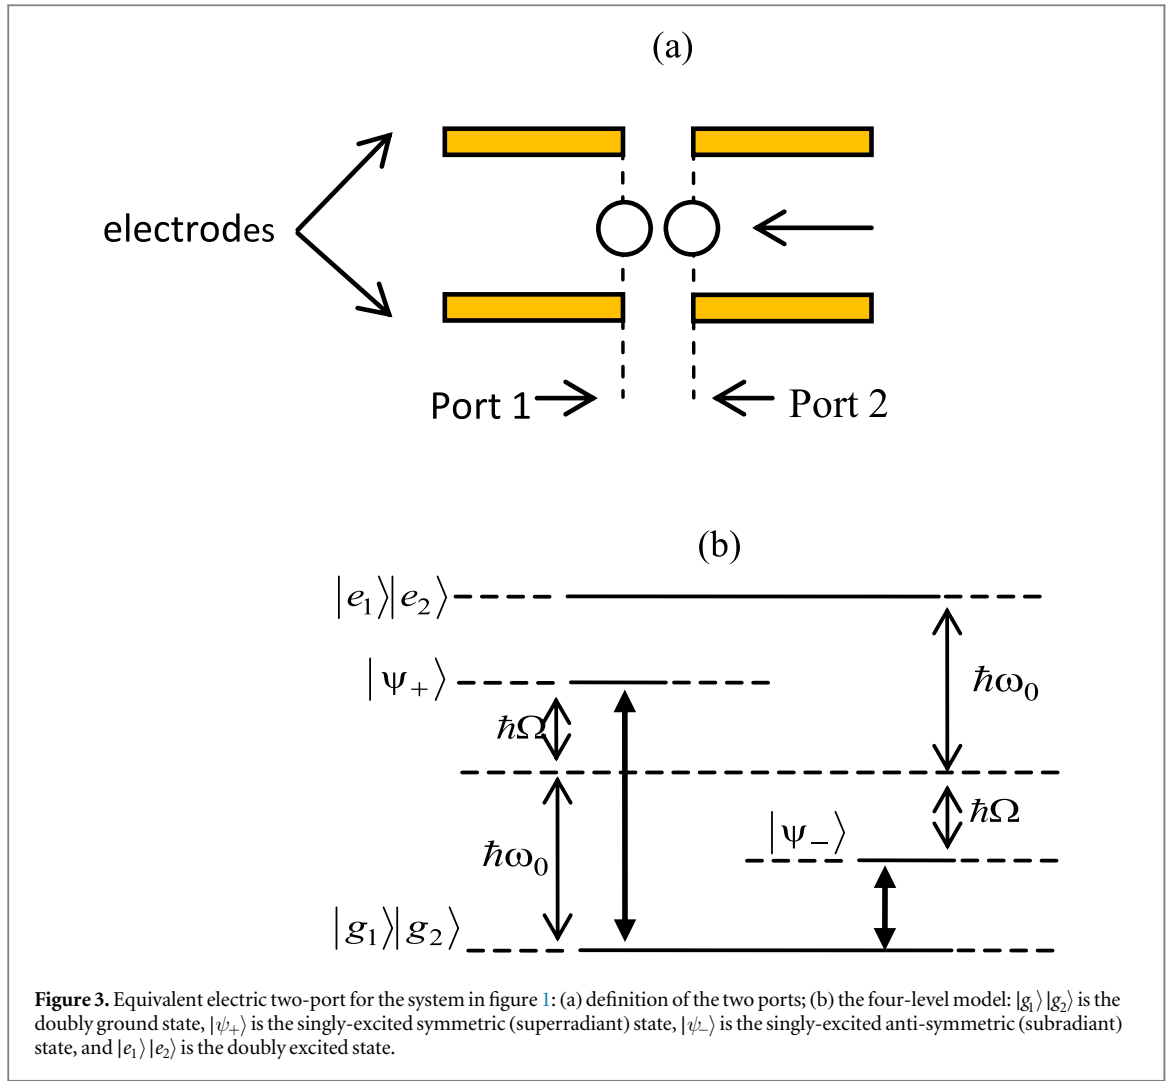 (a)
electrodes
Port 1
Port 2
(b)
|e₁⟩|e₂⟩
|ψ₊⟩
ħω₀
ħΩ
ħΩ
|ψ₋⟩
ħω₀
|g₁⟩|g₂⟩
Figure 3. Equivalent electric two-port for the system in figure 1: (a) definition of the two ports; (b) the four-level model: |g₁⟩|g₂⟩ is the
doubly ground state, |ψ₊⟩ is the singly-excited symmetric (superradiant) state, |ψ₋⟩ is the singly-excited anti-symmetric (subradiant)
state, and |e₁⟩|e₂⟩ is the doubly excited state.